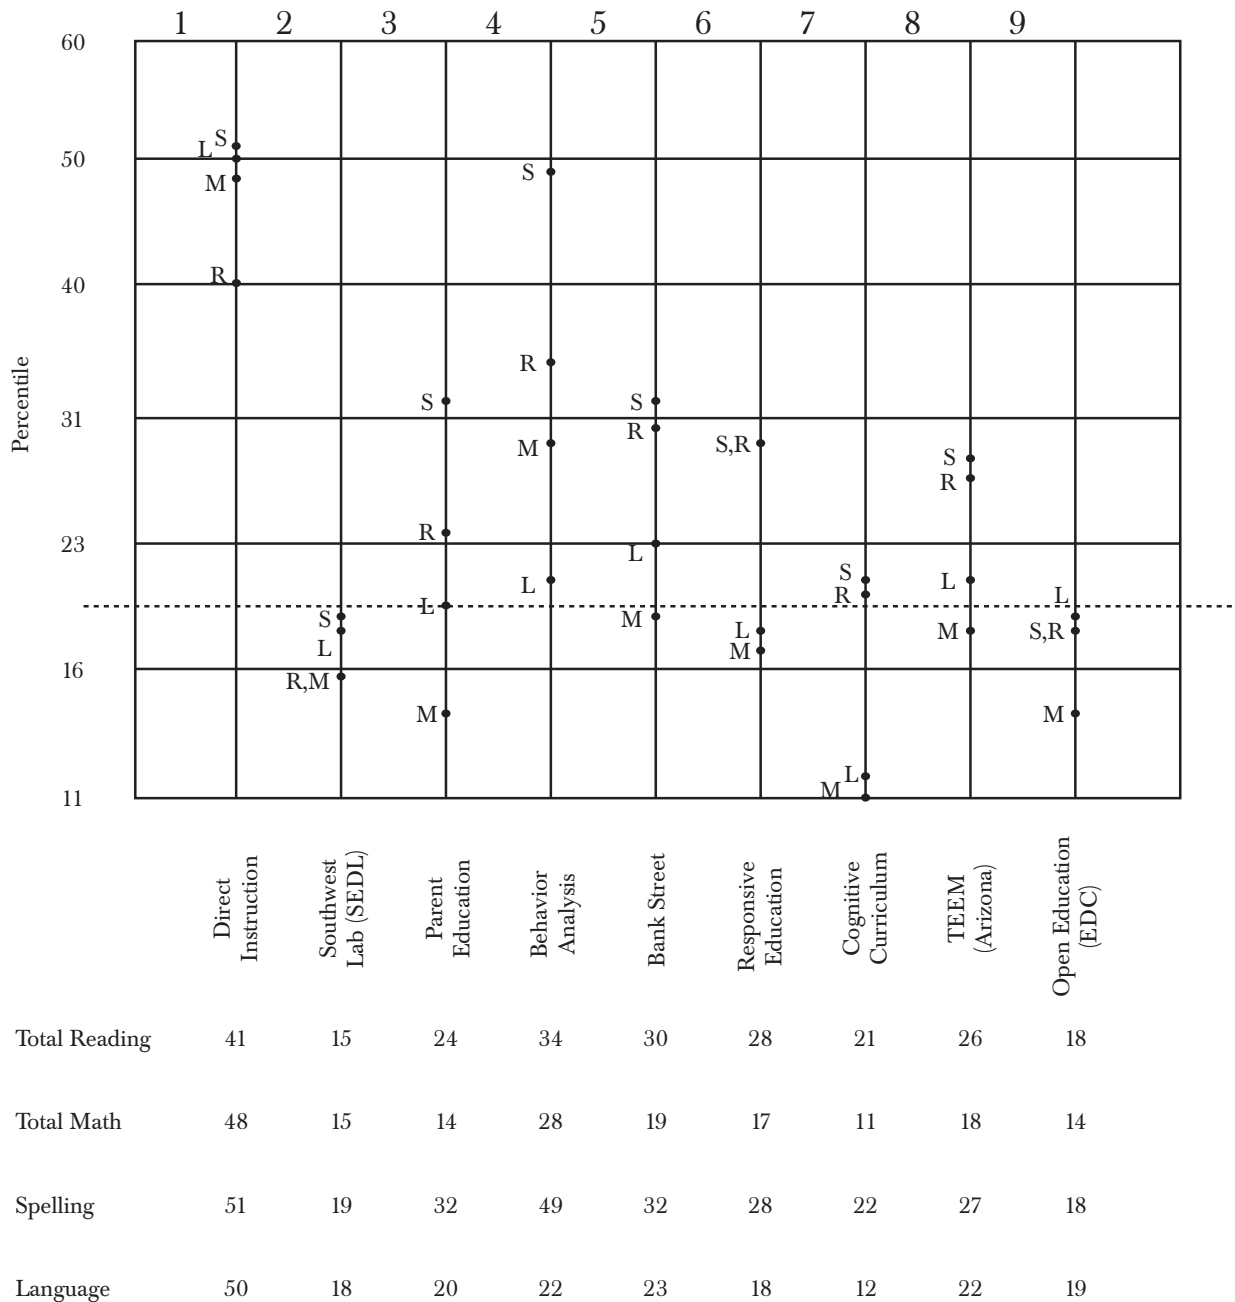 1 2 3 4 5 6 7 8 9
60
S
L
50
S
M
R
40
R
Percentile
S
S
31
R
M
S,R
S
R
R
23
L
S
L
L
R
L
L
S
M
L
S,R
L
M
M
16
R,M
M
M
L
M
11
Direct
Instruction
Southwest
Lab (SEDL)
Parent
Education
Behavior
Analysis
Bank Street
Responsive
Education
Cognitive
Curriculum
TEEM
(Arizona)
Open Education
(EDC)
Total Reading 41 15 24 34 30 28 21 26 18
Total Math 48 15 14 28 19 17 11 18 14
Spelling 51 19 32 49 32 28 22 27 18
Language 50 18 20 22 23 18 12 22 19